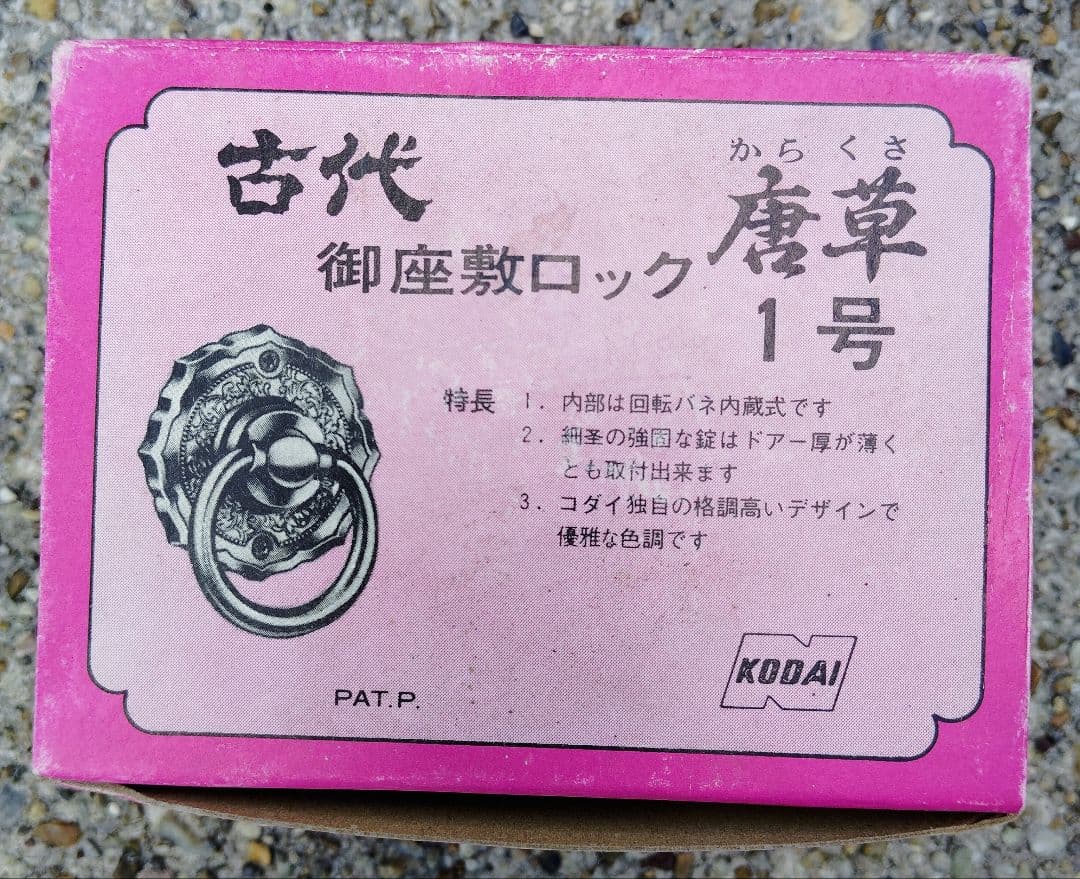 古代
御座敷ロック
からくさ
唐草
1号
特長 1. 内部は回転バネ内蔵式です
2. 細圣の強固な錠はドアー厚が薄く
とも取付出来ます
3. コダイ独自の格調高いデザインで
優雅な色調です
PAT.P.
KODAI